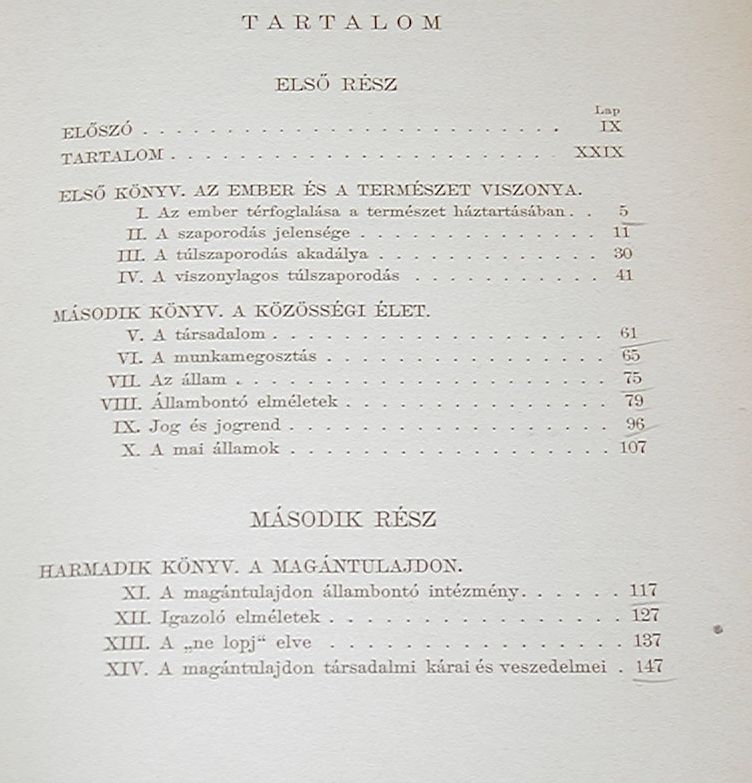 TARTALOM
ELSŐ RÉSZ
Lap
ELŐSZÓ . . . . . . . . . . . . . . . . . . . . . . . . . IX
TARTALOM . . . . . . . . . . . . . . . . . . . . . . . XXIX
ELSŐ KÖNYV. AZ EMBER ÉS A TERMÉSZET VISZONYA.
I. Az ember térfoglalása a természet háztartásában . . 5
II. A szaporodás jelensége . . . . . . . . . . . . . 11
III. A túlszaporodás akadálya . . . . . . . . . . . . 30
IV. A viszonylagos túlszaporodás . . . . . . . . . . 41
MÁSODIK KÖNYV. A KÖZÖSSÉGI ÉLET.
V. A társadalom . . . . . . . . . . . . . . . . . 61
VI. A munkamegosztás . . . . . . . . . . . . . . 65
VII. Az állam . . . . . . . . . . . . . . . . . . . 75
VIII. Állambontó elméletek . . . . . . . . . . . . . 79
IX. Jog és jogrend . . . . . . . . . . . . . . . . 96
X. A mai államok . . . . . . . . . . . . . . . . 107
MÁSODIK RÉSZ
HARMADIK KÖNYV. A MAGÁNTULAJDON.
XI. A magántulajdon állambontó intézmény . . . . . . 117
XII. Igazoló elméletek . . . . . . . . . . . . . . . 127
XIII. A „ne lopj“ elve . . . . . . . . . . . . . . . 137
XIV. A magántulajdon társadalmi kárai és veszedelmei . 147